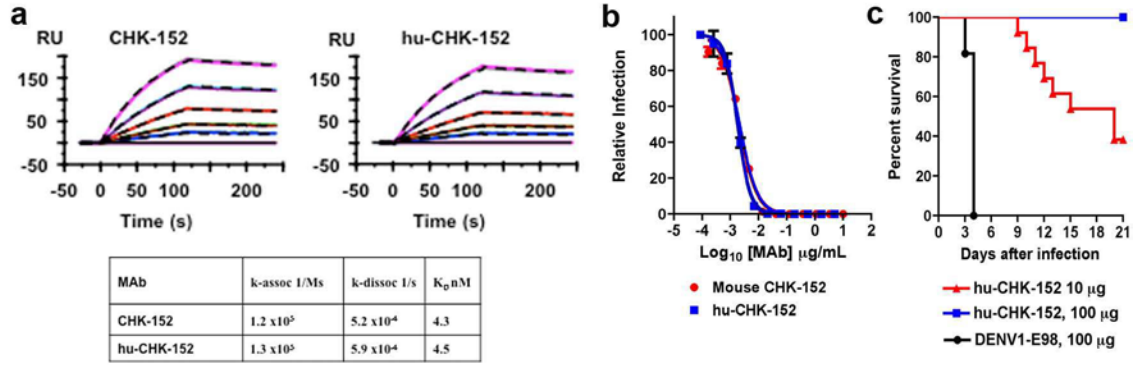 a
RU
CHK-152
150
50
-50
-50 0 50 100 200
Time (s)
RU
hu-CHK-152
150
50
-50
-50 0 50 100 200
Time (s)
MAb
k-assoc 1/Ms
k-dissoc 1/s
KD nM
CHK-152
1.2 x10⁵
5.2 x10⁻⁴
4.3
hu-CHK-152
1.3 x10⁵
5.9 x10⁻⁴
4.5
b
Relative Infection
100
80
60
40
20
0
-5 -4 -3 -2 -1 0 1 2
Log10 [MAb] µg/mL
Mouse CHK-152
hu-CHK-152
c
Percent survival
100
80
60
40
20
0
0 3 6 9 12 15 18 21
Days after infection
hu-CHK-152 10 µg
hu-CHK-152, 100 µg
DENV1-E98, 100 µg